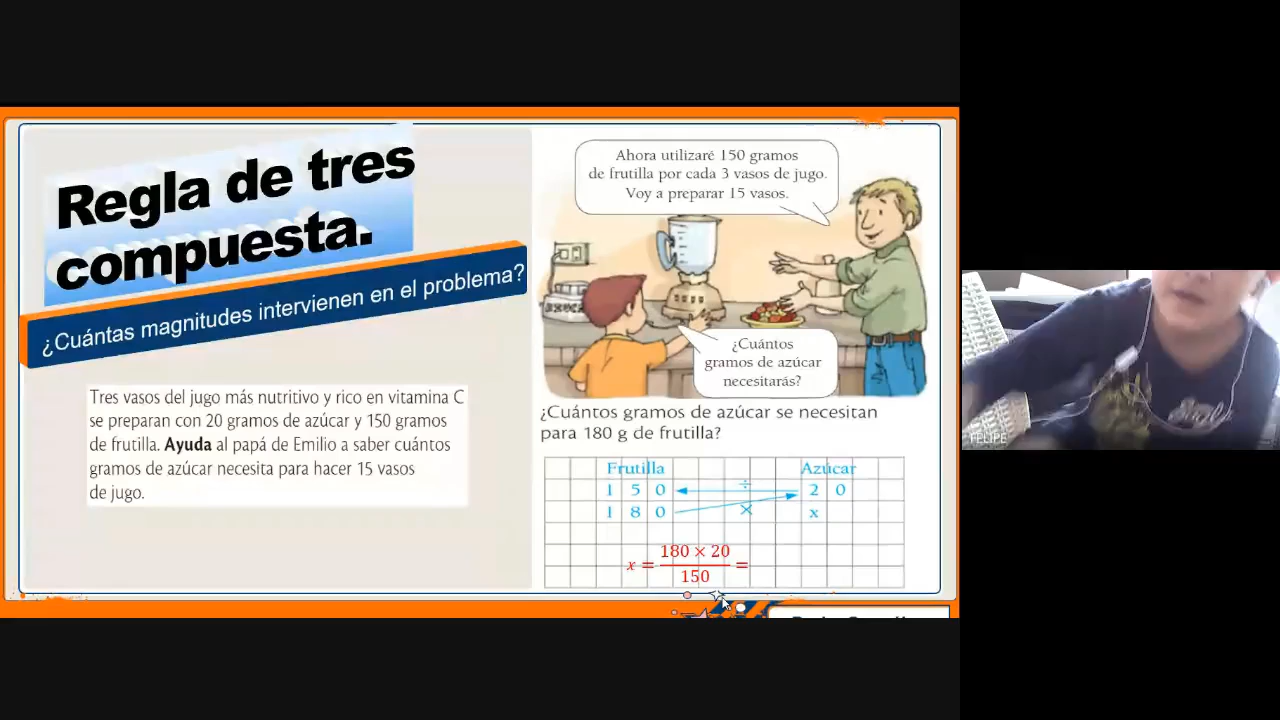 Regla de tres
compuesta.
¿Cuántas magnitudes intervienen en el problema?
Tres vasos del jugo más nutritivo y rico en vitamina C
se preparan con 20 gramos de azúcar y 150 gramos
de frutilla. Ayuda al papá de Emilio a saber cuántos
gramos de azúcar necesita para hacer 15 vasos
de jugo.
Ahora utilizaré 150 gramos
de frutilla por cada 3 vasos de jugo.
Voy a preparar 15 vasos.
¿Cuántos
gramos de azúcar
necesitarás?
¿Cuántos gramos de azúcar se necesitan
para 180 g de frutilla?
Frutilla Azúcar
1 5 0 ÷ 2 0
1 8 0 × x
x = 180 × 20 / 150 =
FELIPE